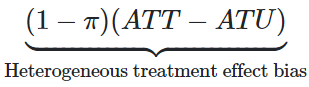 (1 − π)(ATT − ATU)
Heterogeneous treatment effect bias